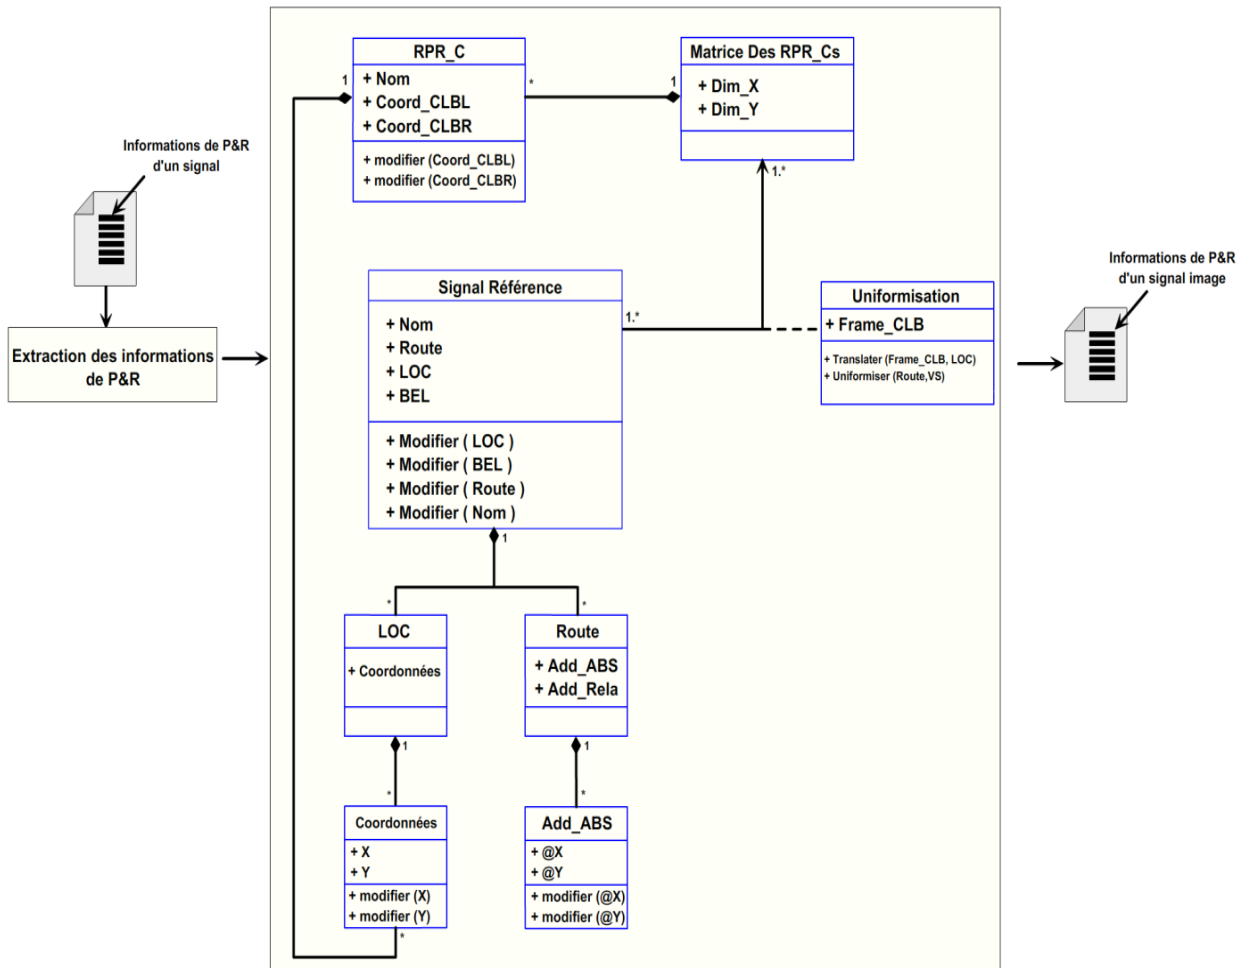 Informations de P&R
d'un signal
Extraction des informations
de P&R
RPR_C
+ Nom
+ Coord_CLBL
+ Coord_CLBR
+ modifier (Coord_CLBL)
+ modifier (Coord_CLBR)
1
*
1
Matrice Des RPR_Cs
+ Dim_X
+ Dim_Y
1.*
Signal Référence
+ Nom
+ Route
+ LOC
+ BEL
+ Modifier ( LOC )
+ Modifier ( BEL )
+ Modifier ( Route )
+ Modifier ( Nom )
1.*
Uniformisation
+ Frame_CLB
+ Translater (Frame_CLB, LOC)
+ Uniformiser (Route,VS)
Informations de P&R
d'un signal image
1
*
*
LOC
+ Coordonnées
Route
+ Add_ABS
+ Add_Rela
1
*
1
*
Coordonnées
+ X
+ Y
+ modifier (X)
+ modifier (Y)
*
Add_ABS
+ @X
+ @Y
+ modifier (@X)
+ modifier (@Y)